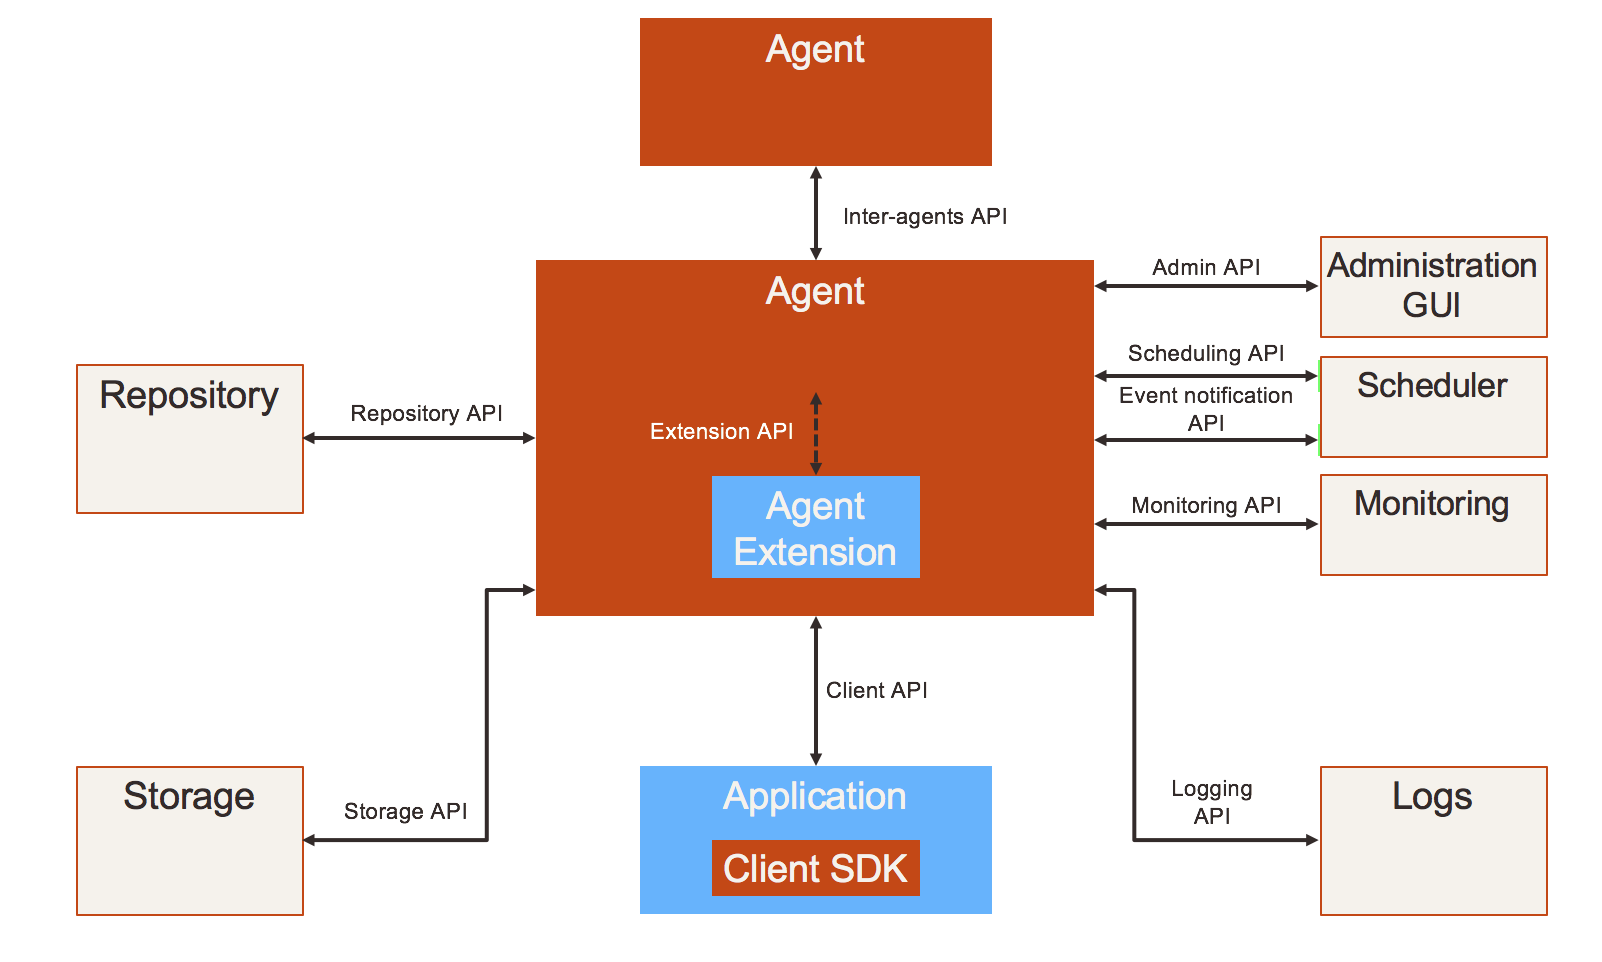 Agent
Inter-agents API
Agent
Admin API
Administration
GUI
Scheduling API
Scheduler
Event notification
API
Repository
Repository API
Extension API
Agent
Extension
Monitoring API
Monitoring
Client API
Storage
Storage API
Application
Client SDK
Logging
API
Logs